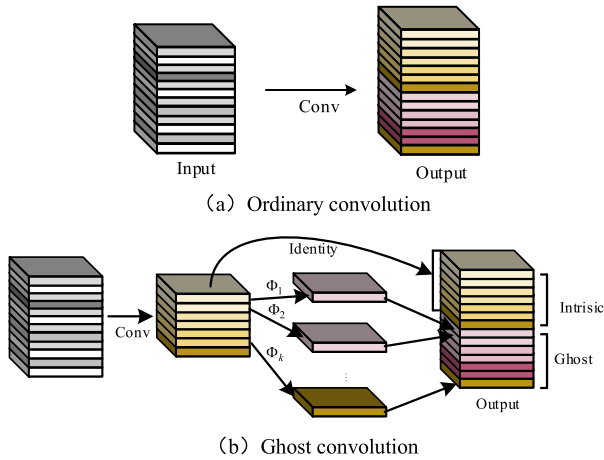 Conv
Input
Output
（a）Ordinary convolution
Identity
Φ1
Φ2
Φk
Conv
...
Intrisic
Ghost
Output
（b）Ghost convolution